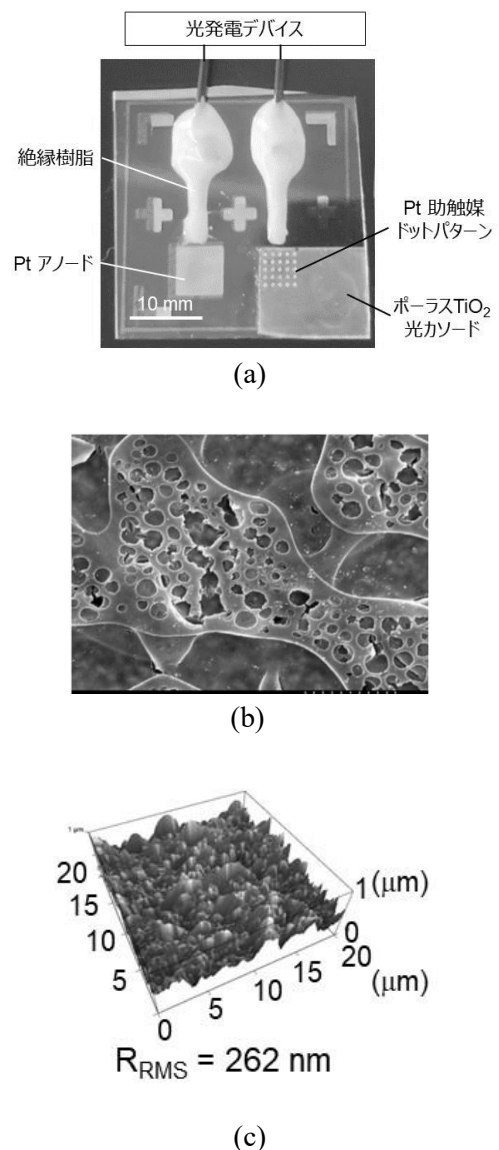 光発電デバイス
絶縁樹脂
Pt 助触媒
ドットパターン
Pt アノード
10 mm
ポーラスTiO2
光カソード
(a)
(b)
1 μm
20
15
10
5
0
5
10
15
20
1
0
(μm)
(μm)
RRMS = 262 nm
(c)